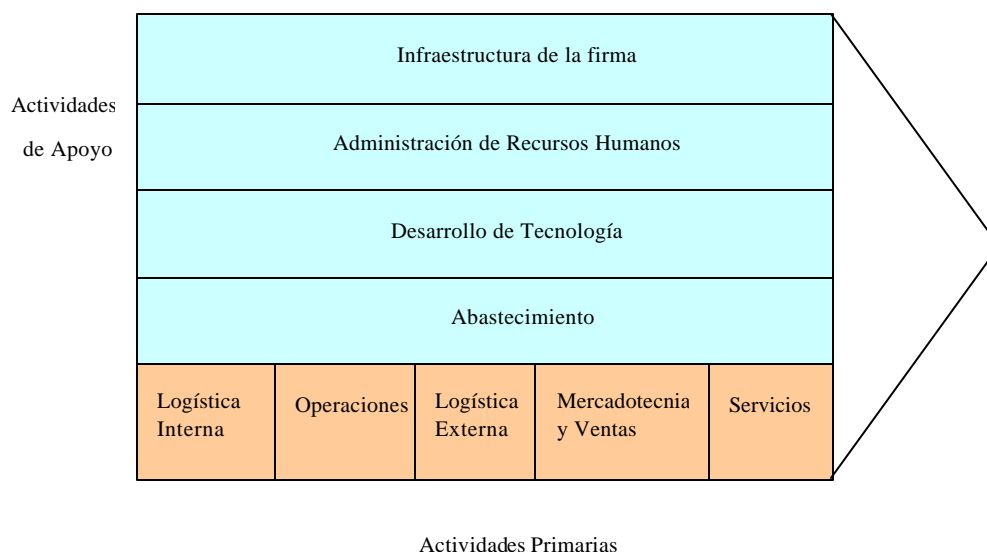 Infraestructura de la firma
Actividades
de Apoyo
Administración de Recursos Humanos
Desarrollo de Tecnología
Abastecimiento
Logística
Interna
Operaciones
Logística
Externa
Mercadotecnia
y Ventas
Servicios
Actividades Primarias